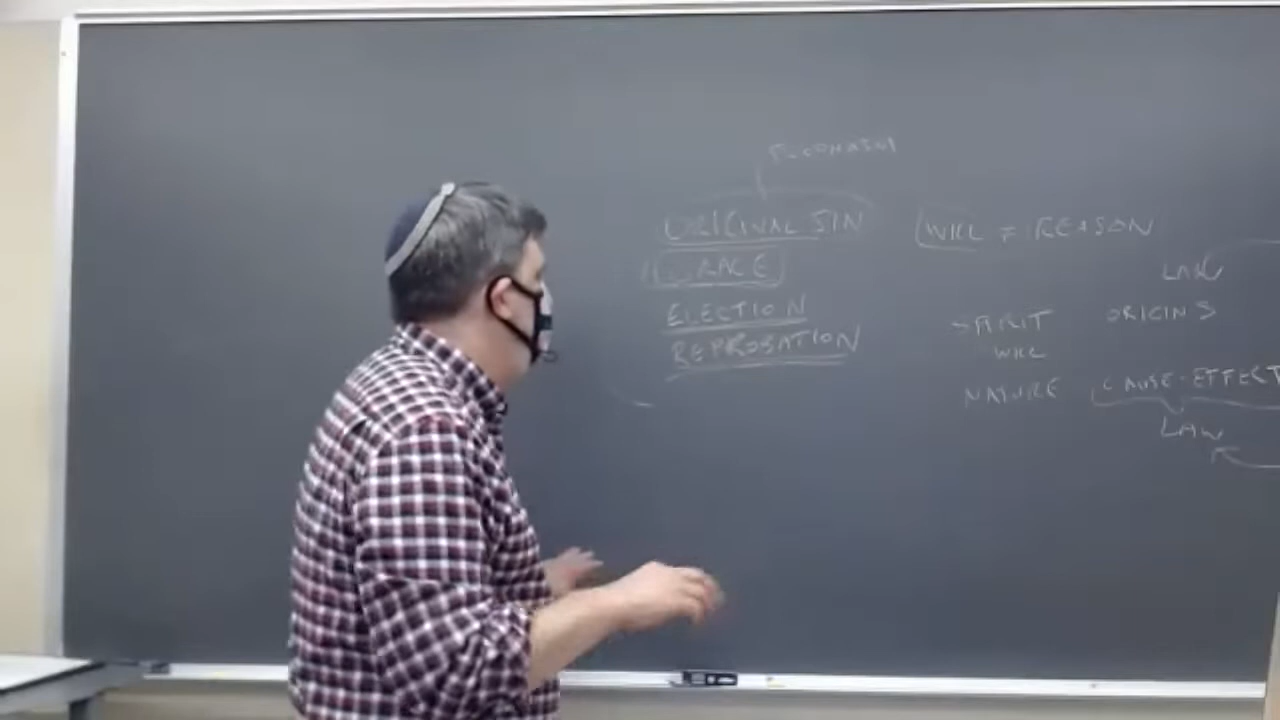 ORIGINAL SIN
WILL ≠ REASON
GRACE
LAW
ELECTION
SPIRIT
ORIGINS
REPROBATION
WILL
NATURE
CAUSE-EFFECT
LAW